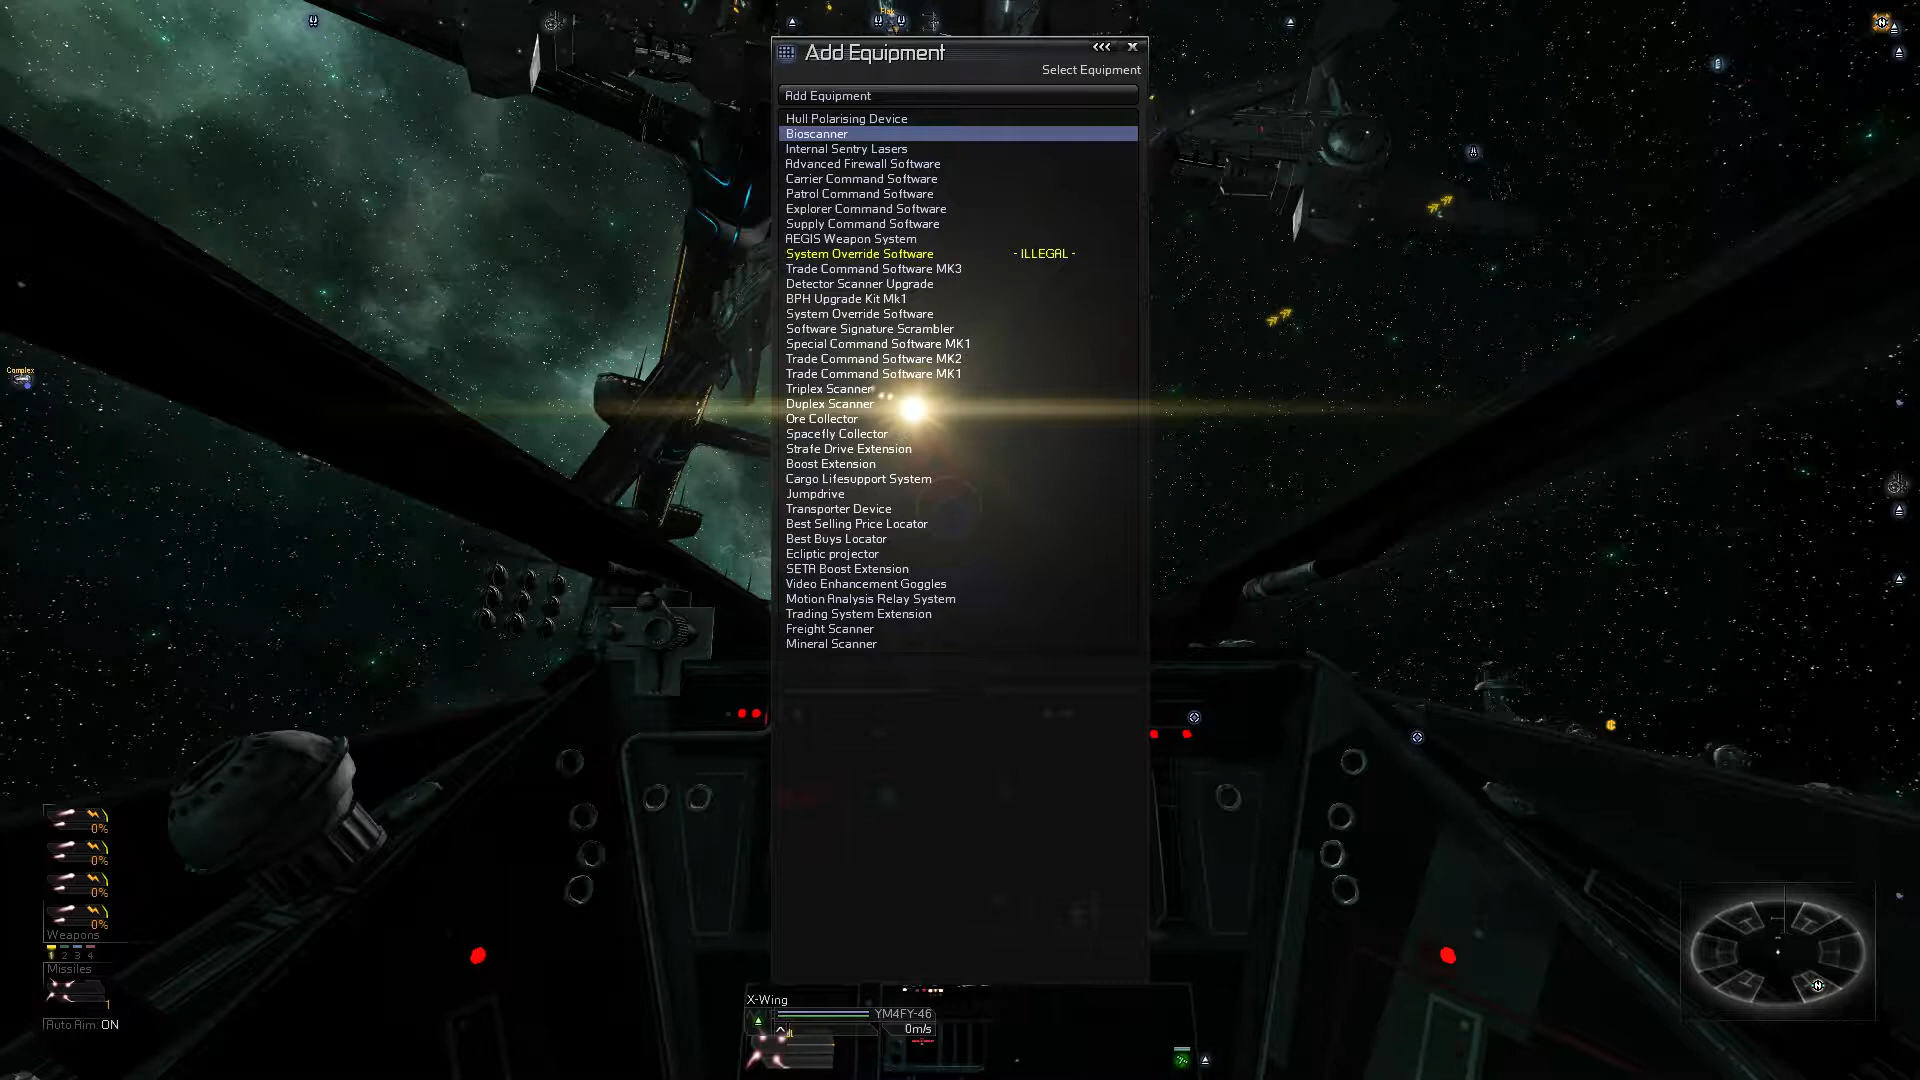 Flak
Add Equipment
Select Equipment
Add Equipment
Hull Polarising Device
Bioscanner
Internal Sentry Lasers
Advanced Firewall Software
Carrier Command Software
Patrol Command Software
Explorer Command Software
Supply Command Software
AEGIS Weapon System
System Override Software - ILLEGAL -
Trade Command Software MK3
Detector Scanner Upgrade
BPH Upgrade Kit Mk1
System Override Software
Software Signature Scrambler
Special Command Software MK1
Trade Command Software MK2
Trade Command Software MK1
Triplex Scanner
Duplex Scanner
Ore Collector
Spacefly Collector
Strafe Drive Extension
Boost Extension
Cargo Lifesupport System
Jumpdrive
Transporter Device
Best Selling Price Locator
Best Buys Locator
Ecliptic projector
SETA Boost Extension
Video Enhancement Goggles
Motion Analysis Relay System
Trading System Extension
Freight Scanner
Mineral Scanner
Complex
0%
0%
0%
0%
Weapons
1 2 3 4
Missiles
1
Auto Aim: ON
X-Wing
YM4FY-46
0m/s
N
N